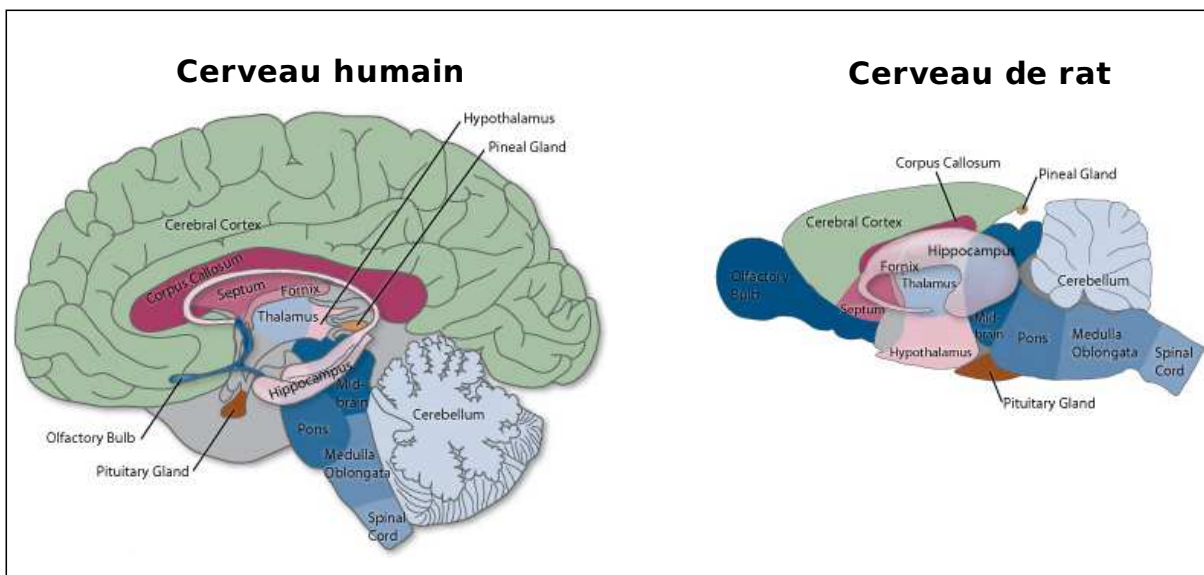 Cerveau humain
Hypothalamus
Pineal Gland
Cerebral Cortex
Corpus Callosum
Septum
Fornix
Thalamus
Hippocampus
Mid-
brain
Cerebellum
Pons
Olfactory Bulb
Pituitary Gland
Medulla
Oblongata
Spinal
Cord
Cerveau de rat
Corpus Callosum
Pineal Gland
Cerebral Cortex
Hippocampus
Fornix
Olfactory
Bulb
Thalamus
Cerebellum
Septum
Mid-
brain
Pons
Medulla
Oblongata
Hypothalamus
Spinal
Cord
Pituitary Gland